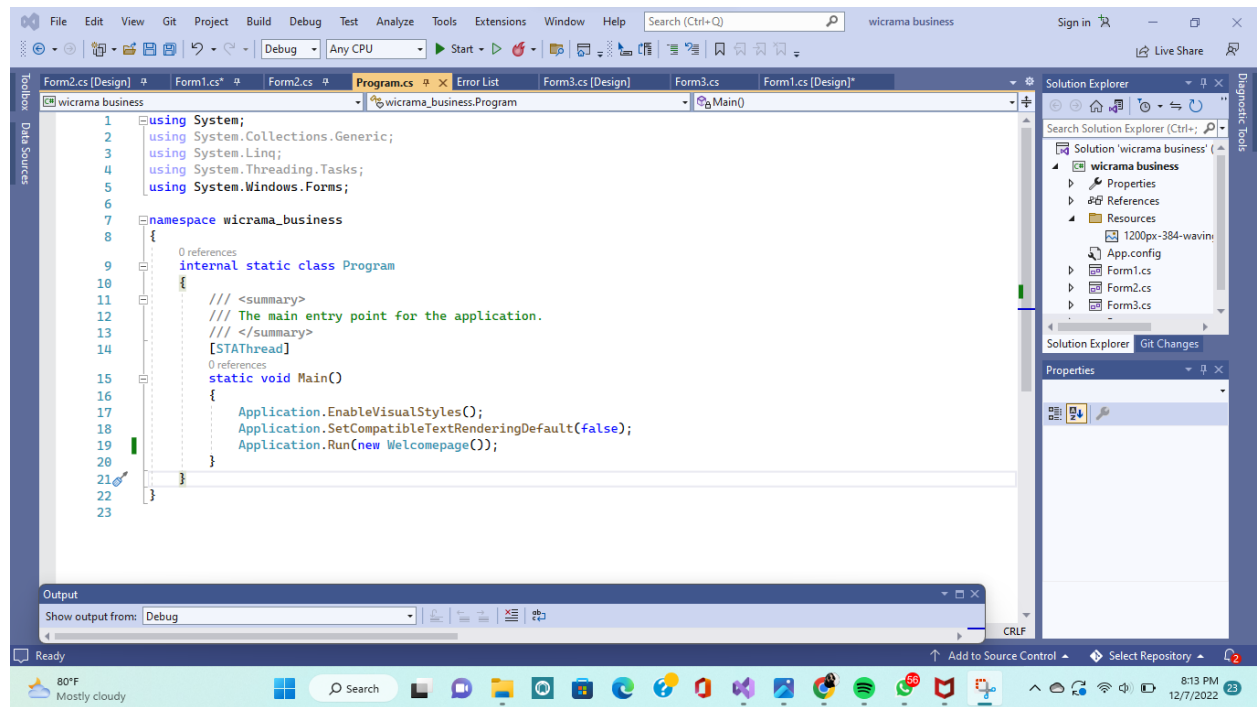 File Edit View Git Project Build Debug Test Analyze Tools Extensions Window Help Search (Ctrl+Q) wicrama business Sign in
Debug Any CPU Start Live Share
Form2.cs [Design] Form1.cs* Form2.cs Program.cs Error List Form3.cs [Design] Form3.cs Form1.cs [Design]*
wicrama business wicrama_business.Program Main()
Toolbox
Data Sources
1 using System;
2 using System.Collections.Generic;
3 using System.Linq;
4 using System.Threading.Tasks;
5 using System.Windows.Forms;
6
7 namespace wicrama_business
8 {
0 references
9 internal static class Program
10 {
11 /// <summary>
12 /// The main entry point for the application.
13 /// </summary>
14 [STAThread]
0 references
15 static void Main()
16 {
17 Application.EnableVisualStyles();
18 Application.SetCompatibleTextRenderingDefault(false);
19 Application.Run(new Welcomepage());
20 }
21 }
22 }
23
Solution Explorer
Search Solution Explorer (Ctrl+;
Solution 'wicrama business' (
C# wicrama business
Properties
References
Resources
1200px-384-waving
App.config
Form1.cs
Form2.cs
Form3.cs
Solution Explorer Git Changes
Properties
Diagnostic Tools
Output
Show output from: Debug
CRLF
Ready Add to Source Control Select Repository 2
80°F
Mostly cloudy
Search
56
8:13 PM
12/7/2022
23